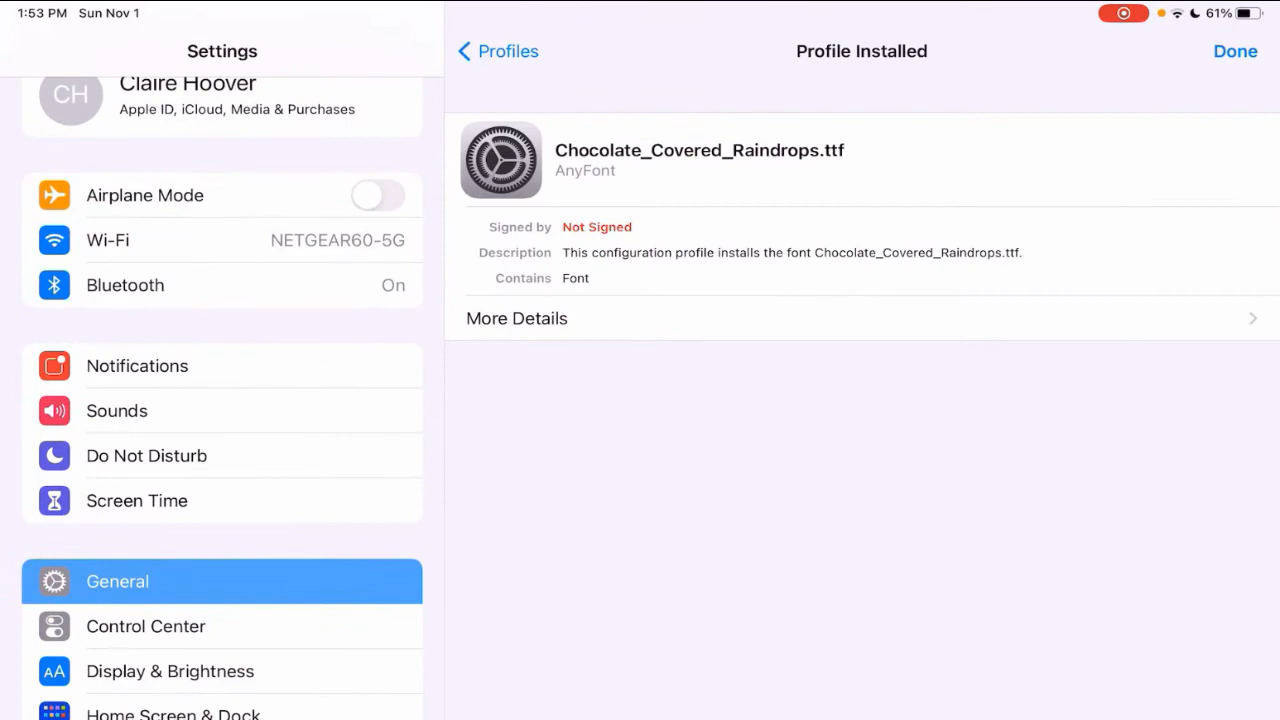 1:53 PM Sun Nov 1
61%
Settings
CH
Claire Hoover
Apple ID, iCloud, Media & Purchases
Airplane Mode
Wi-Fi
NETGEAR60-5G
Bluetooth
On
Notifications
Sounds
Do Not Disturb
Screen Time
General
Control Center
AA
Display & Brightness
Home Screen & Dock
Profiles
Profile Installed
Done
Chocolate_Covered_Raindrops.ttf
AnyFont
Signed by Not Signed
Description This configuration profile installs the font Chocolate_Covered_Raindrops.ttf.
Contains Font
More Details